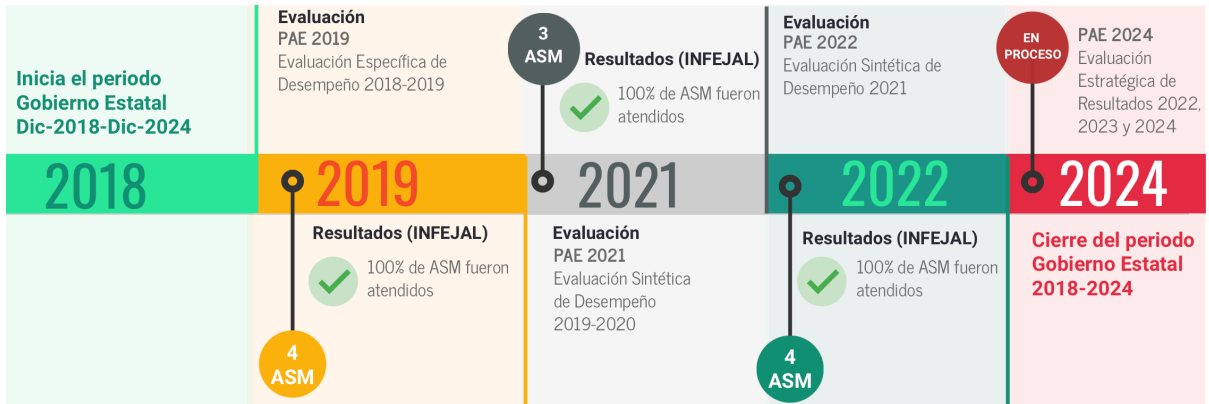 Inicia el periodo
Gobierno Estatal
Dic-2018-Dic-2024
2018
Evaluación
PAE 2019
Evaluación Específica de
Desempeño 2018-2019
2019
Resultados (INFEJAL)
100% de ASM fueron
atendidos
4
ASM
3
ASM
Resultados (INFEJAL)
100% de ASM fueron
atendidos
2021
Evaluación
PAE 2021
Evaluación Sintética
de Desempeño
2019-2020
Evaluación
PAE 2022
Evaluación Sintética de
Desempeño 2021
2022
Resultados (INFEJAL)
100% de ASM fueron
atendidos
4
ASM
EN
PROCESO
PAE 2024
Evaluación
Estratégica de
Resultados 2022,
2023 y 2024
2024
Cierre del periodo
Gobierno Estatal
2018-2024